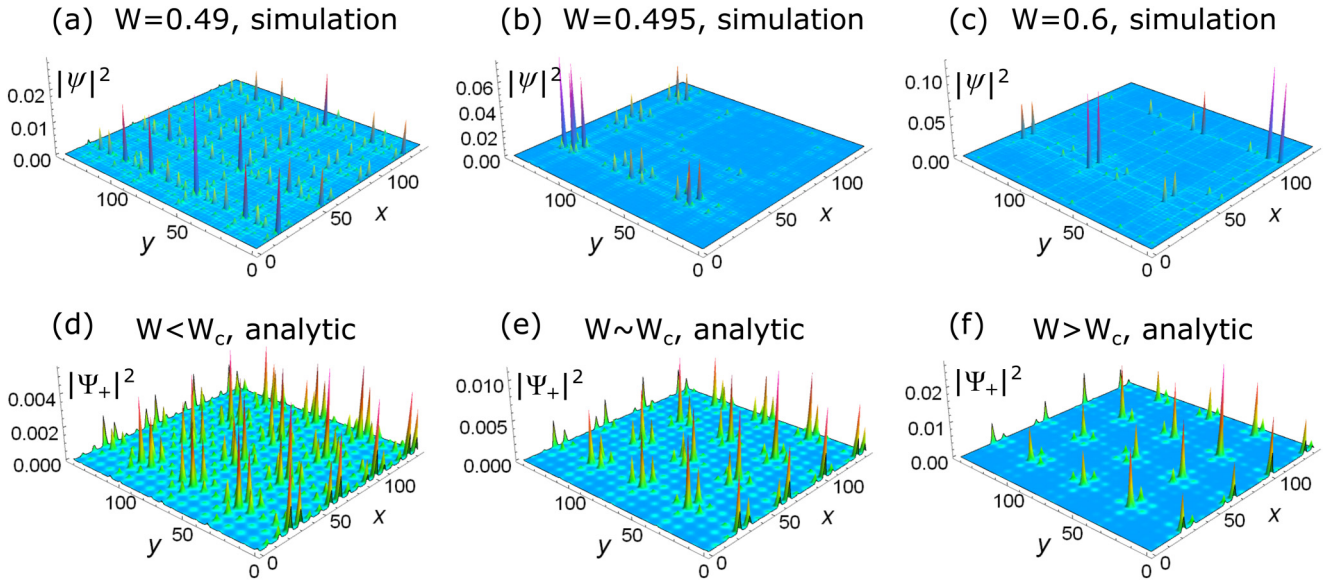 (a) W=0.49, simulation
(b) W=0.495, simulation
(c) W=0.6, simulation
|ψ|²
0.02
0.01
0.00
100
50
0
y
0
50
100
x
|ψ|²
0.06
0.04
0.02
0.00
100
50
0
y
0
50
100
x
|ψ|²
0.10
0.05
0.00
100
50
0
y
0
50
100
x
(d) W<W_c, analytic
(e) W~W_c, analytic
(f) W>W_c, analytic
|Ψ₊|²
0.004
0.002
0.000
100
50
0
y
0
50
100
x
|Ψ₊|²
0.010
0.005
0.000
100
50
0
y
0
50
100
x
|Ψ₊|²
0.02
0.01
0.00
100
50
0
y
0
50
100
x